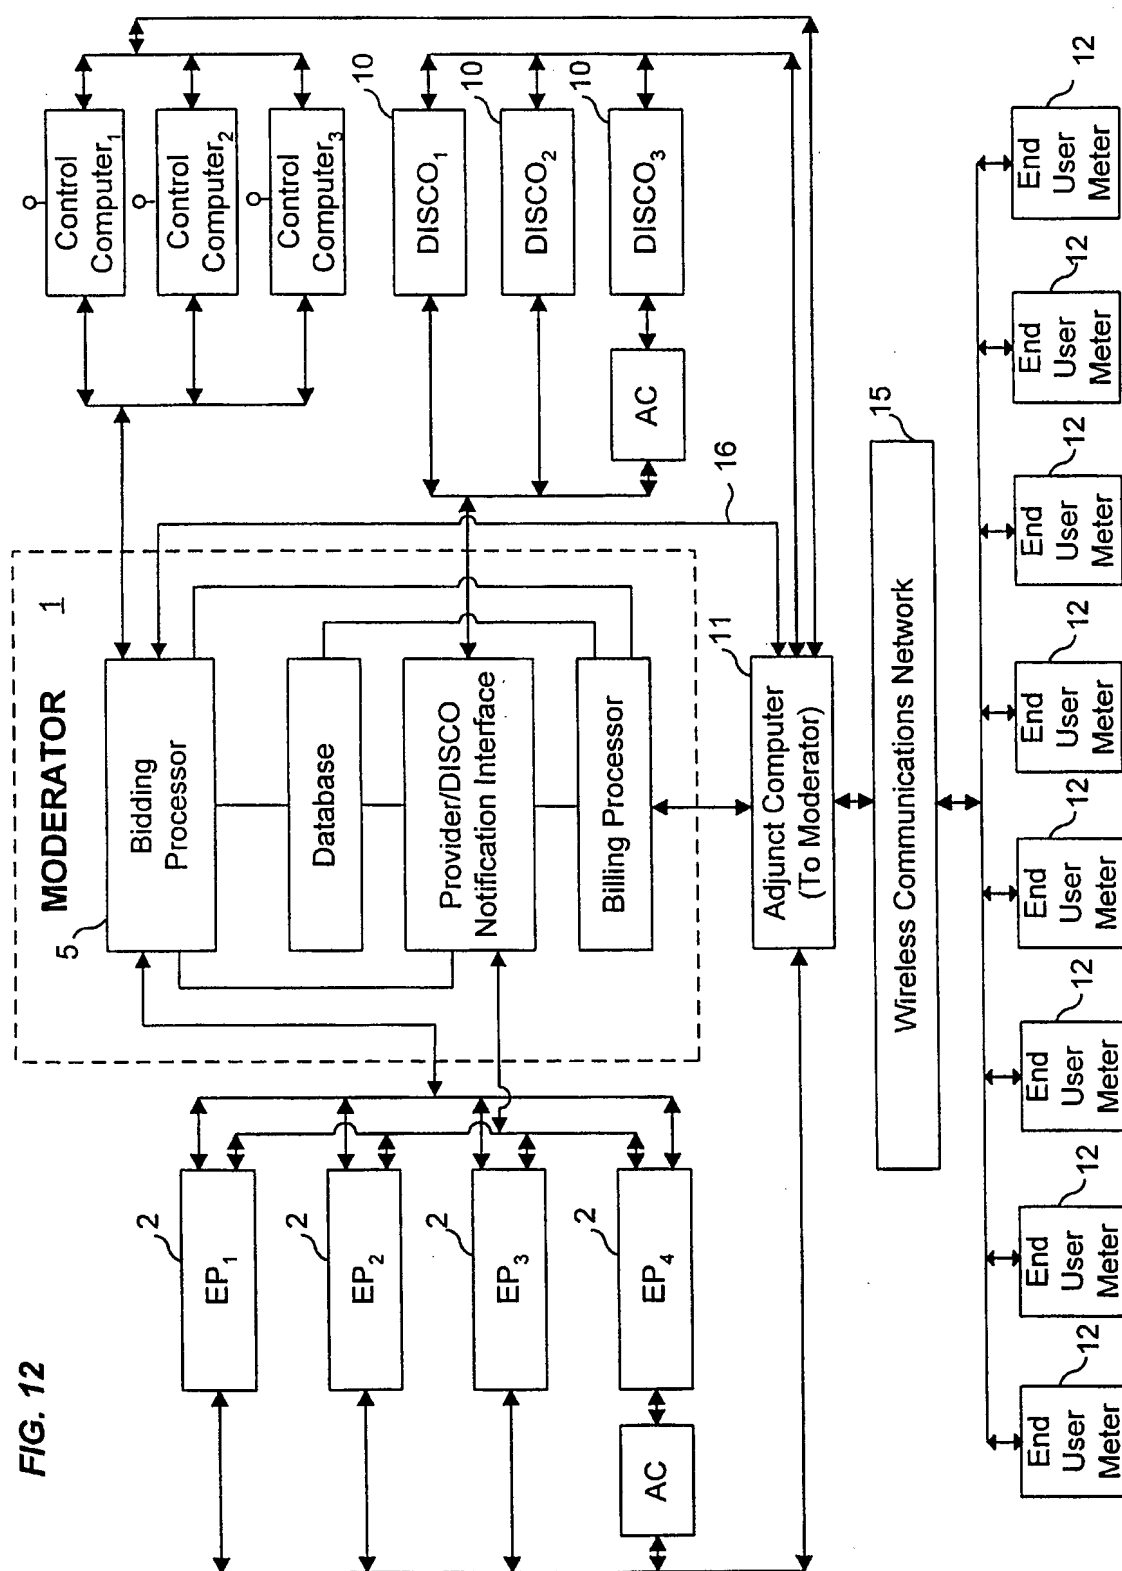 FIG. 12
MODERATOR
1
5
Bidding
Processor
Database
Provider/DISCO
Notification Interface
Billing Processor
2
EP1
2
EP2
2
EP3
2
EP4
AC
Control
Computer1
Control
Computer2
Control
Computer3
10
DISCO1
10
DISCO2
10
DISCO3
AC
16
11
Adjunct Computer
(To Moderator)
15
Wireless Communications Network
12
End
User
Meter
12
End
User
Meter
12
End
User
Meter
12
End
User
Meter
12
End
User
Meter
12
End
User
Meter
12
End
User
Meter
12
End
User
Meter